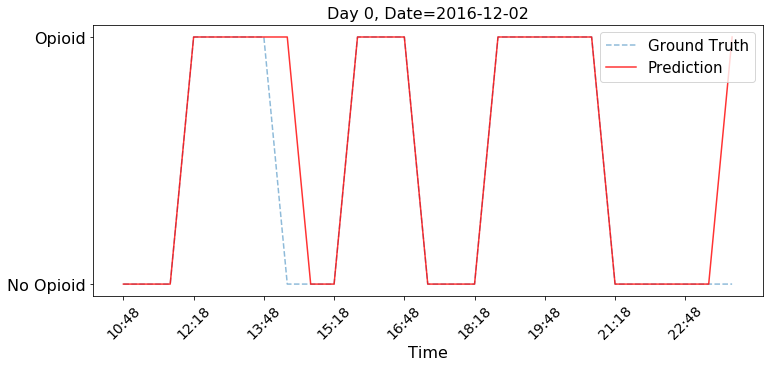 Day 0, Date=2016-12-02
Opioid
No Opioid
Ground Truth
Prediction
10:48
12:18
13:48
15:18
16:48
18:18
19:48
21:18
22:48
Time